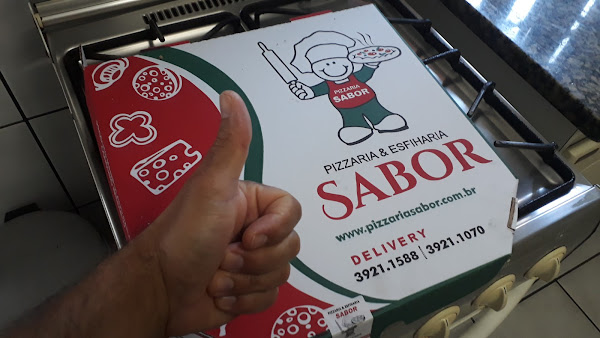 PIZZARIA
SABOR
PIZZARIA & ESFIHARIA
SABOR
www.pizzariasabor.com.br
DELIVERY
3921.1588 | 3921.1070
PIZZARIA & ESFIHARIA
SABOR